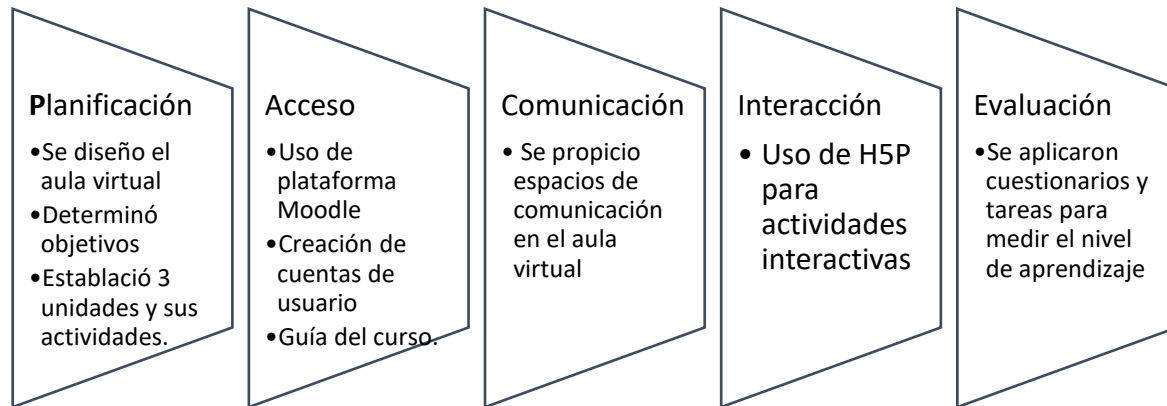 Planificación
•Se diseño el
aula virtual
•Determinó
objetivos
•Establació 3
unidades y sus
actividades.
Acceso
•Uso de
plataforma
Moodle
•Creación de
cuentas de
usuario
•Guía del curso.
Comunicación
• Se propicio
espacios de
comunicación
en el aula
virtual
Interacción
• Uso de H5P
para
actividades
interactivas
Evaluación
•Se aplicaron
cuestionarios y
tareas para
medir el nivel
de aprendizaje